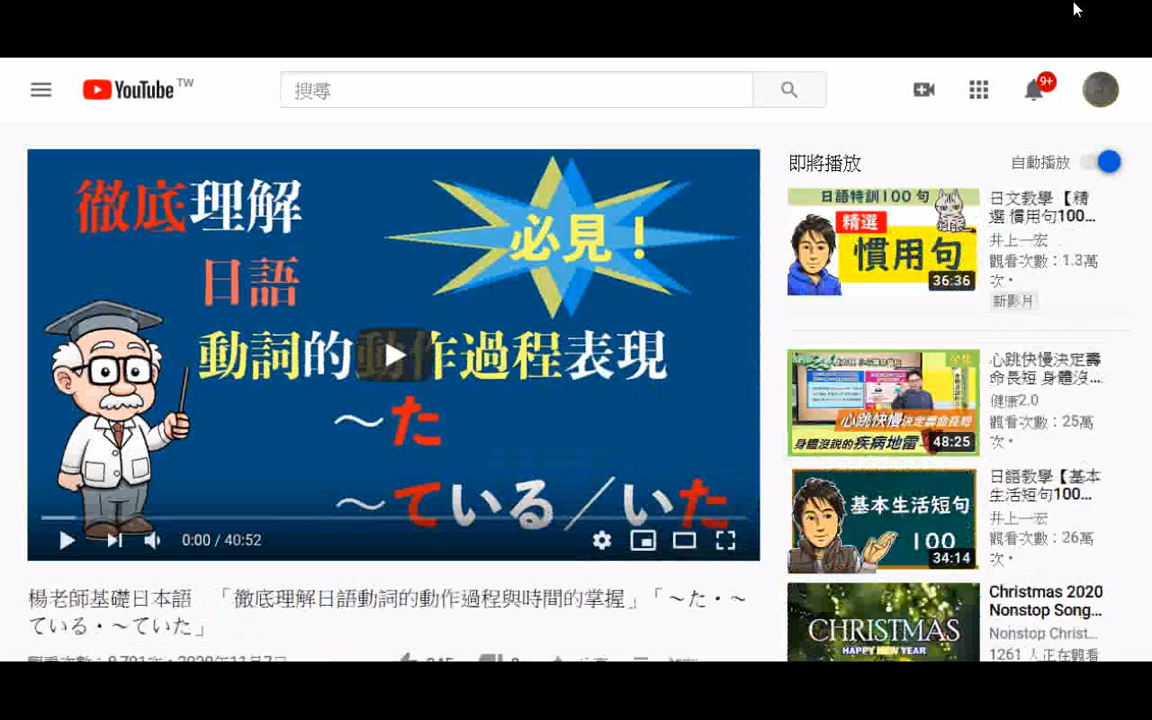 YouTube TW
搜尋
9+
徹底理解
日語
動詞的動作過程表現
～た
～ている／いた
必見！
0:00 / 40:52
楊老師基礎日本語 「徹底理解日語動詞的動作過程與時間的掌握」「～た・～
ている・～ていた」
即將播放
自動播放
日語特訓100句
精選
慣用句
36:36
日文教學【精
選 慣用句100...
井上一宏
觀看次數：1.3萬
次・
新影片
心跳快慢決定壽命長短
身體沒說的疾病地雷
48:25
心跳快慢決定壽
命長短 身體沒...
健康2.0
觀看次數：25萬
次・
基本生活短句
100
34:14
日語教學【基本
生活短句100...
井上一宏
觀看次數：26萬
次・
CHRISTMAS
HAPPY NEW YEAR
Christmas 2020
Nonstop Song...
Nonstop Christ...
1261 人正在觀看